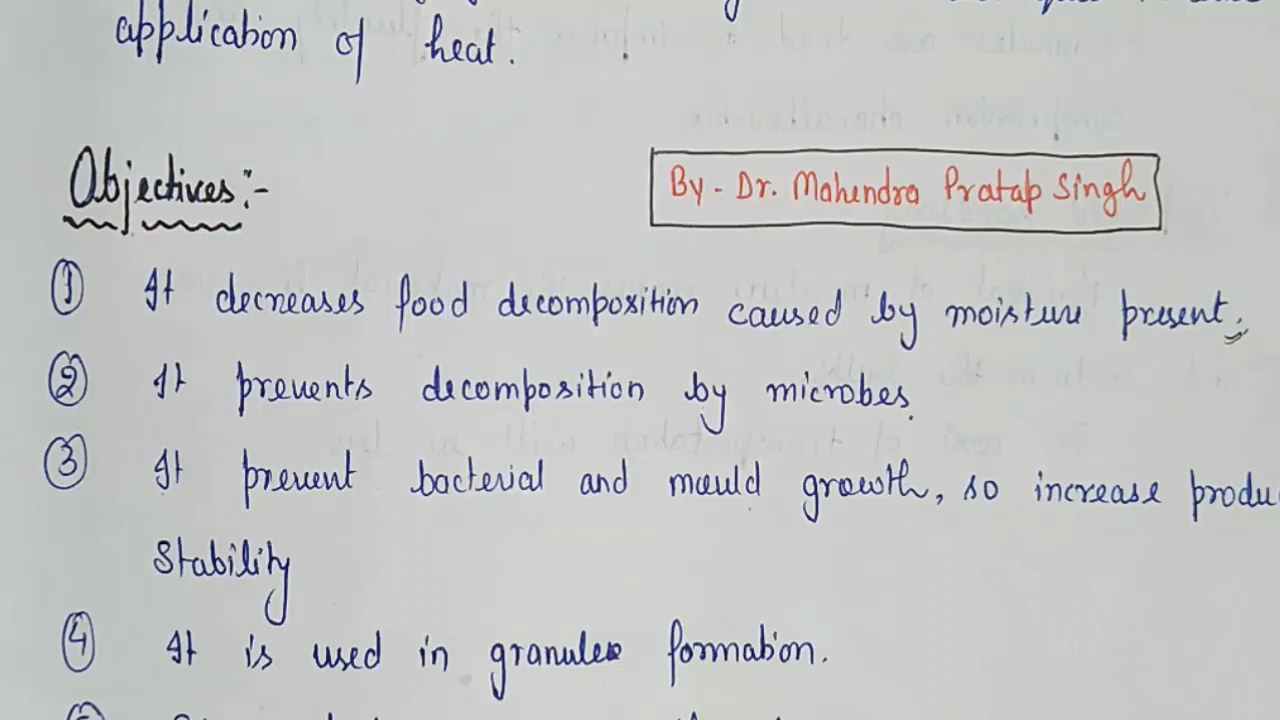 application of heat.
Objectives:-
By - Dr. Mahendra Pratap Singh
① It decreases food decomposition caused by moisture present.
② It prevents decomposition by microbes.
③ It prevent bacterial and mould growth, so increase produ
Stability
④ It is used in granules formation.